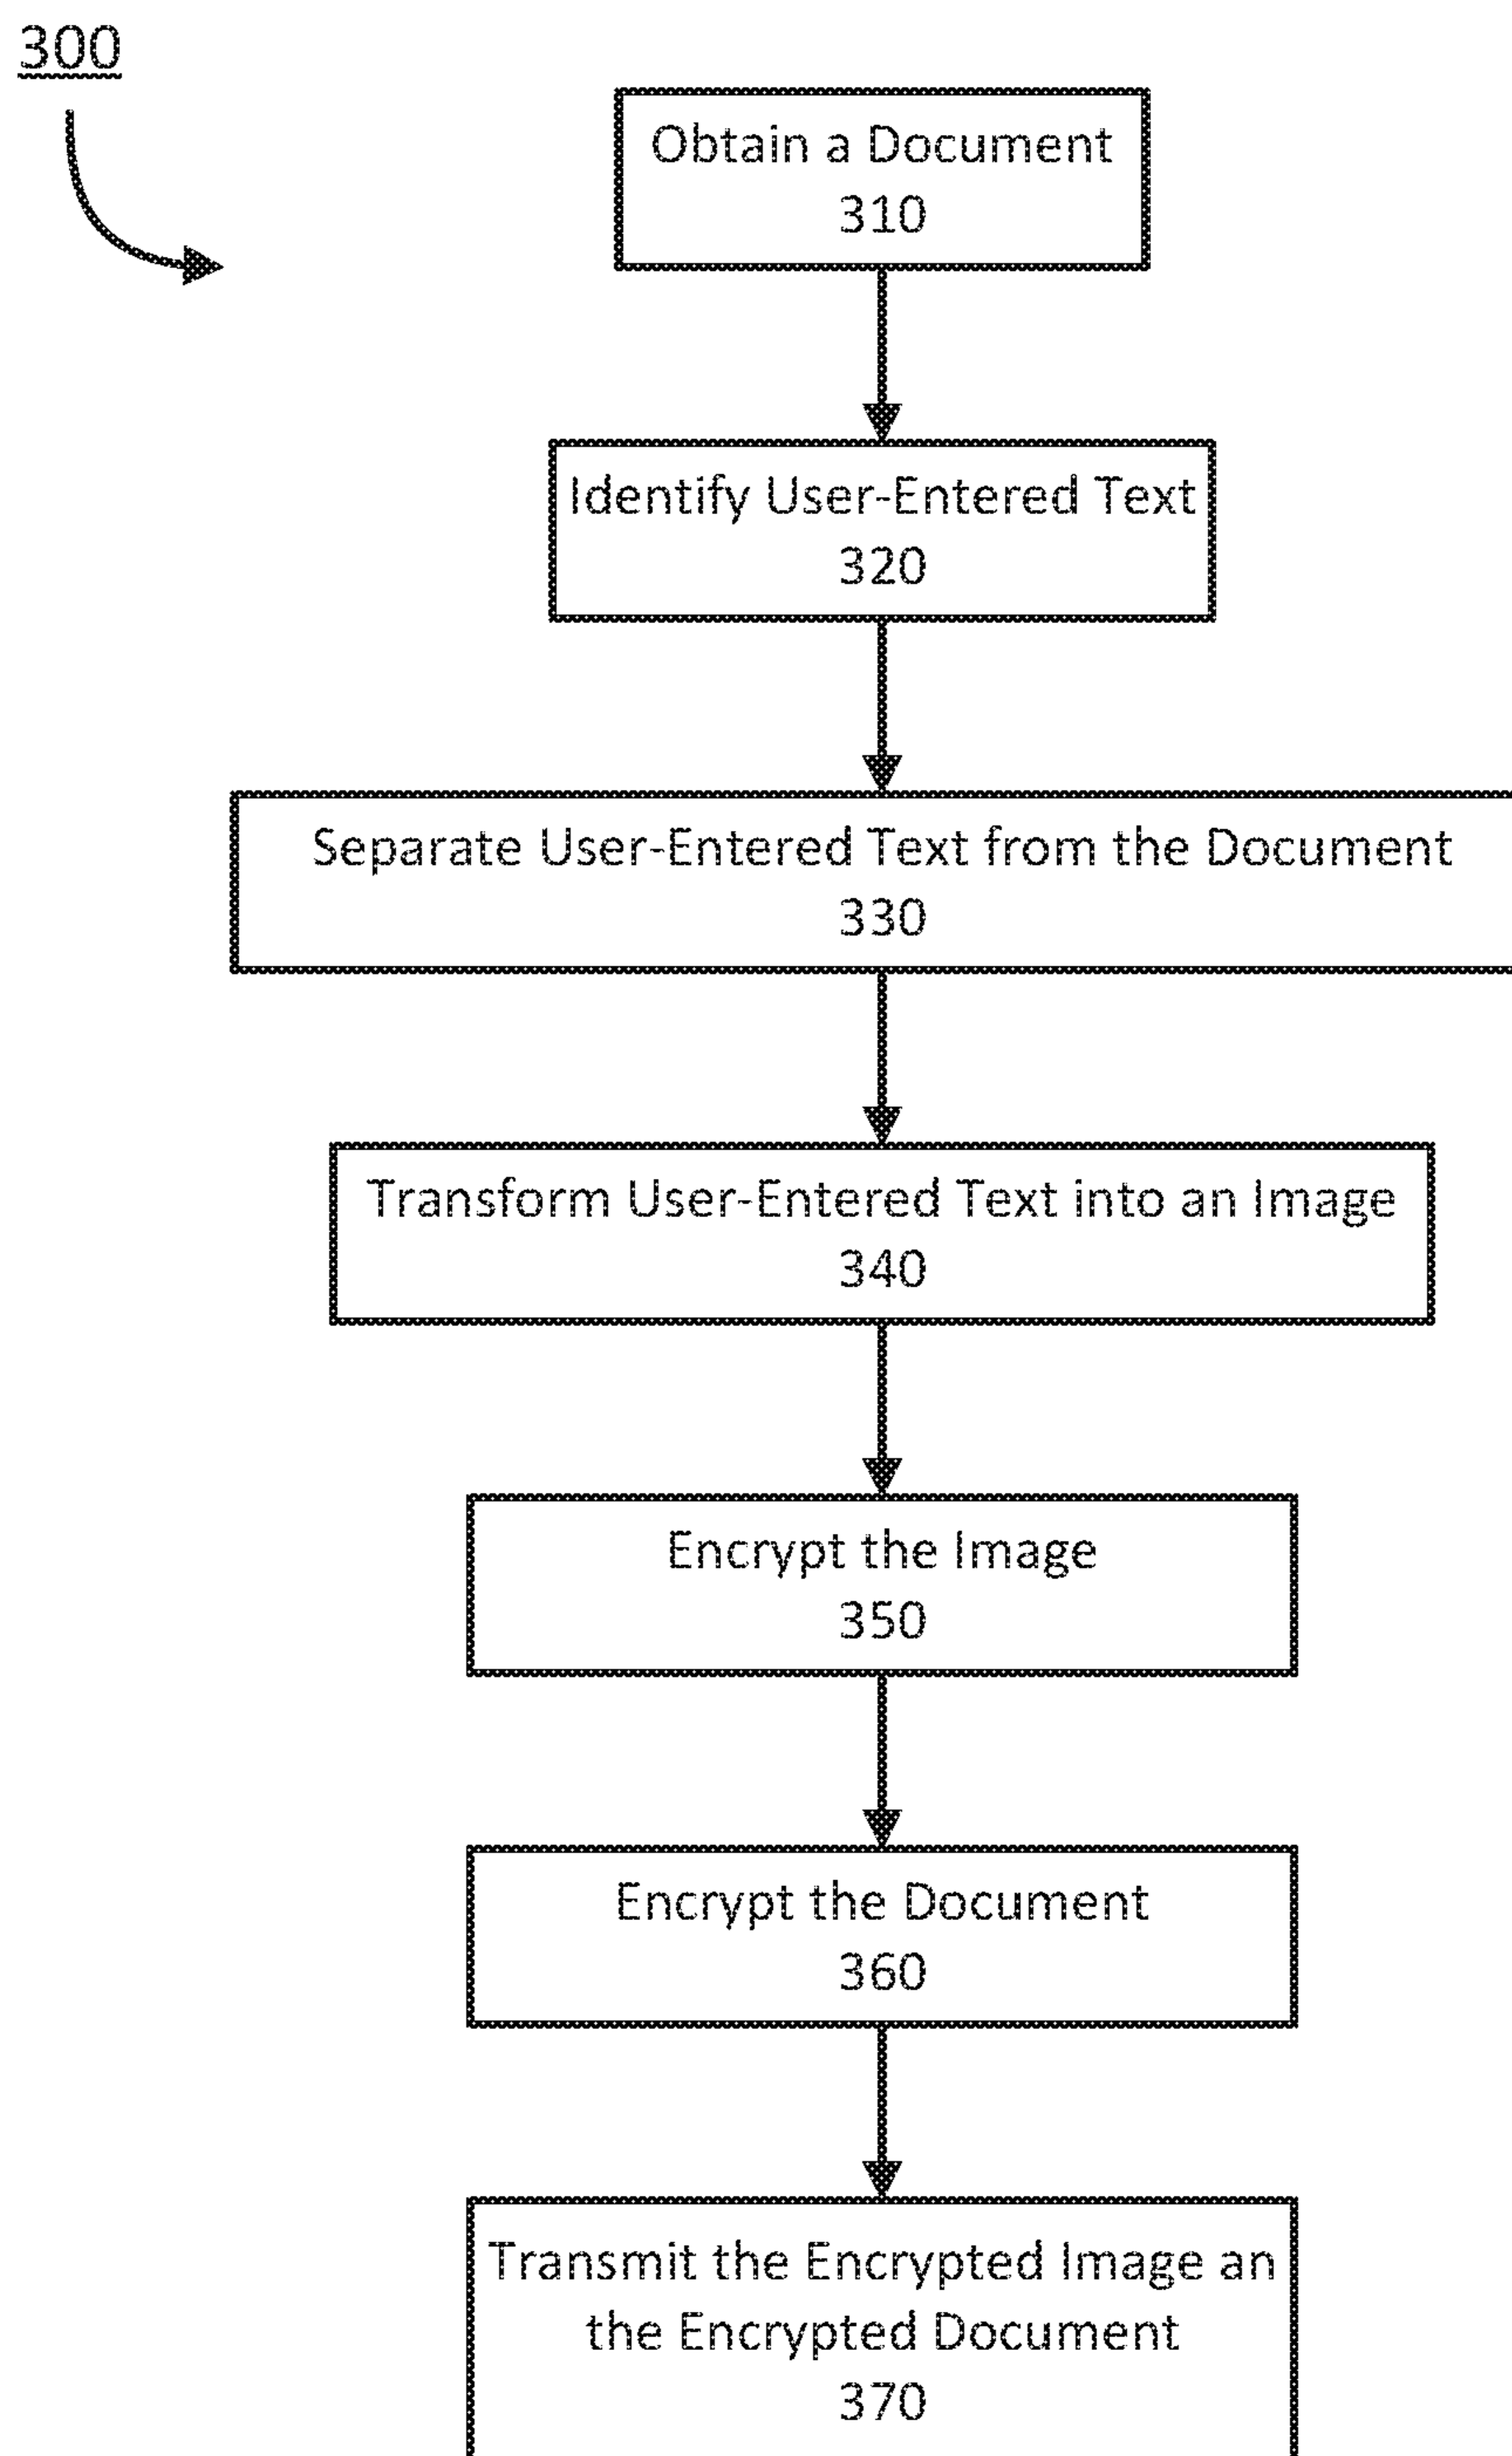 300
Obtain a Document
310
Identify User-Entered Text
320
Separate User-Entered Text from the Document
330
Transform User-Entered Text into an Image
340
Encrypt the Image
350
Encrypt the Document
360
Transmit the Encrypted Image an
the Encrypted Document
370